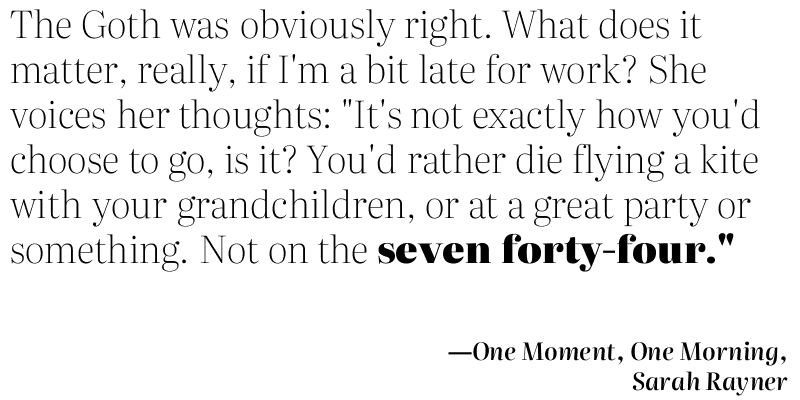 The Goth was obviously right. What does it
matter, really, if I'm a bit late for work? She
voices her thoughts: "It's not exactly how you'd
choose to go, is it? You'd rather die flying a kite
with your grandchildren, or at a great party or
something. Not on the seven forty-four."
—One Moment, One Morning,
Sarah Rayner